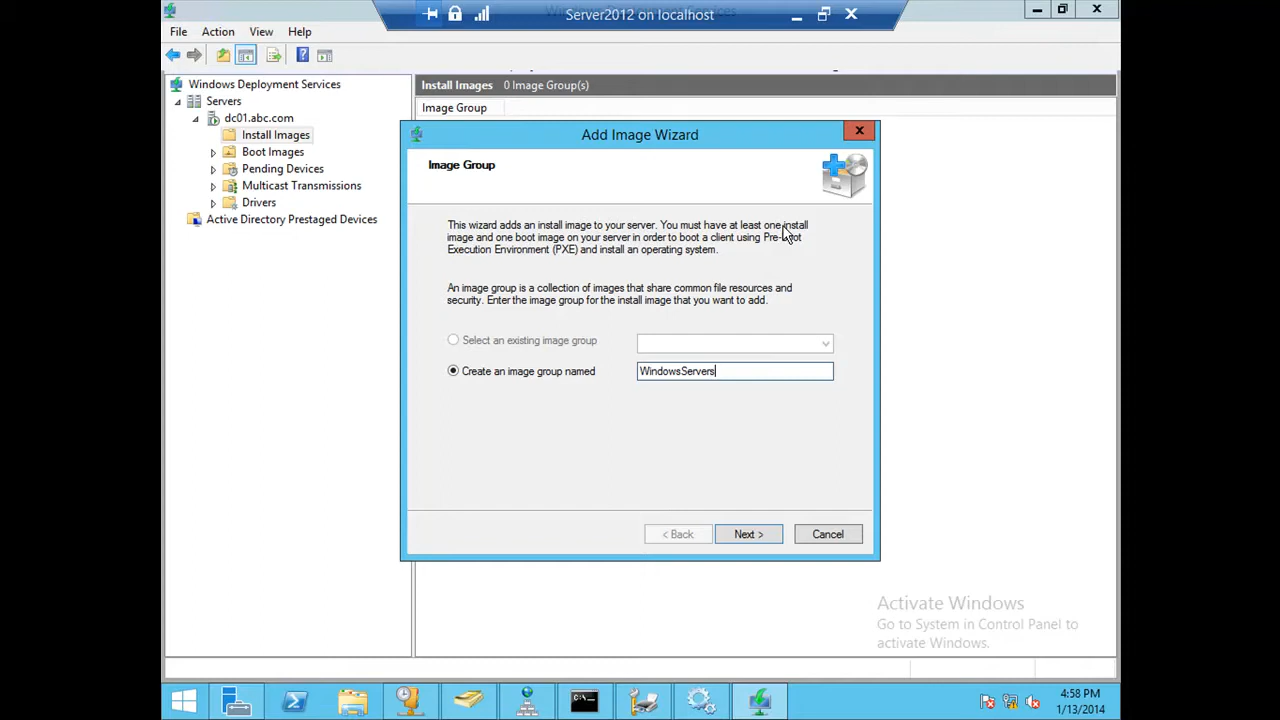 Server2012 on localhost
File Action View Help
Windows Deployment Services
Servers
dc01.abc.com
Install Images
Boot Images
Pending Devices
Multicast Transmissions
Drivers
Active Directory Prestaged Devices
Install Images 0 Image Group(s)
Image Group
Add Image Wizard
Image Group
This wizard adds an install image to your server. You must have at least one install
image and one boot image on your server in order to boot a client using Pre-Boot
Execution Environment (PXE) and install an operating system.
An image group is a collection of images that share common file resources and
security. Enter the image group for the install image that you want to add.
Select an existing image group
Create an image group named WindowsServers
< Back Next > Cancel
Activate Windows
Go to System in Control Panel to
activate Windows.
4:58 PM
1/13/2014